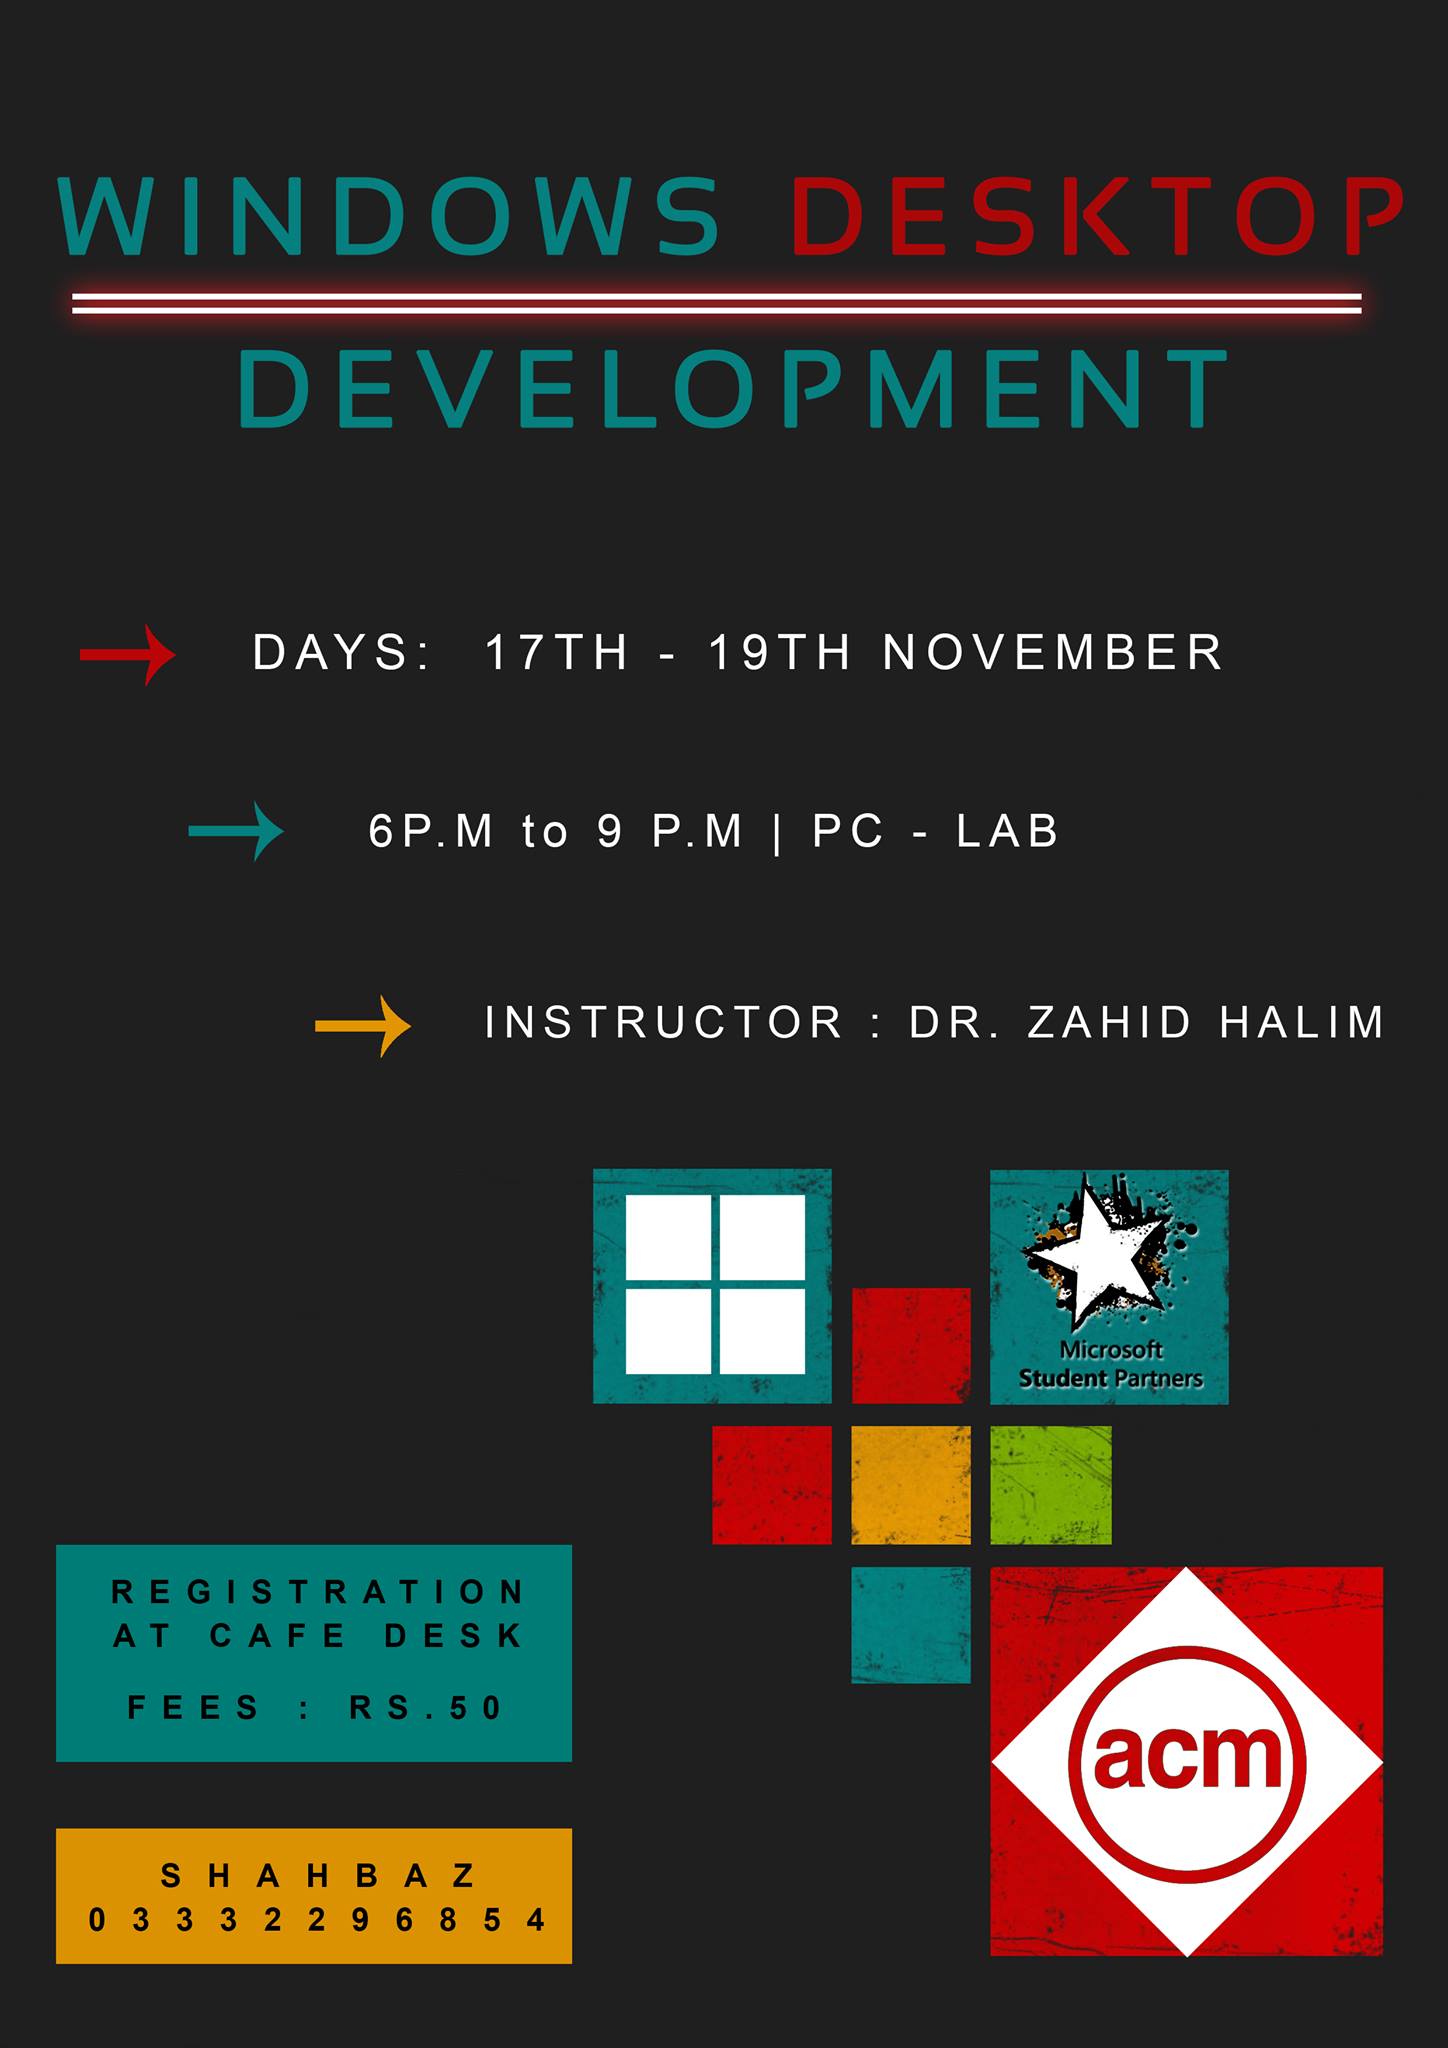 WINDOWS DESKTOP
DEVELOPMENT
DAYS: 17TH - 19TH NOVEMBER
6P.M to 9 P.M | PC - LAB
INSTRUCTOR : DR. ZAHID HALIM
Microsoft
Student Partners
REGISTRATION
AT CAFE DESK
FEES : RS.50
acm
SHAHBAZ
03332296854